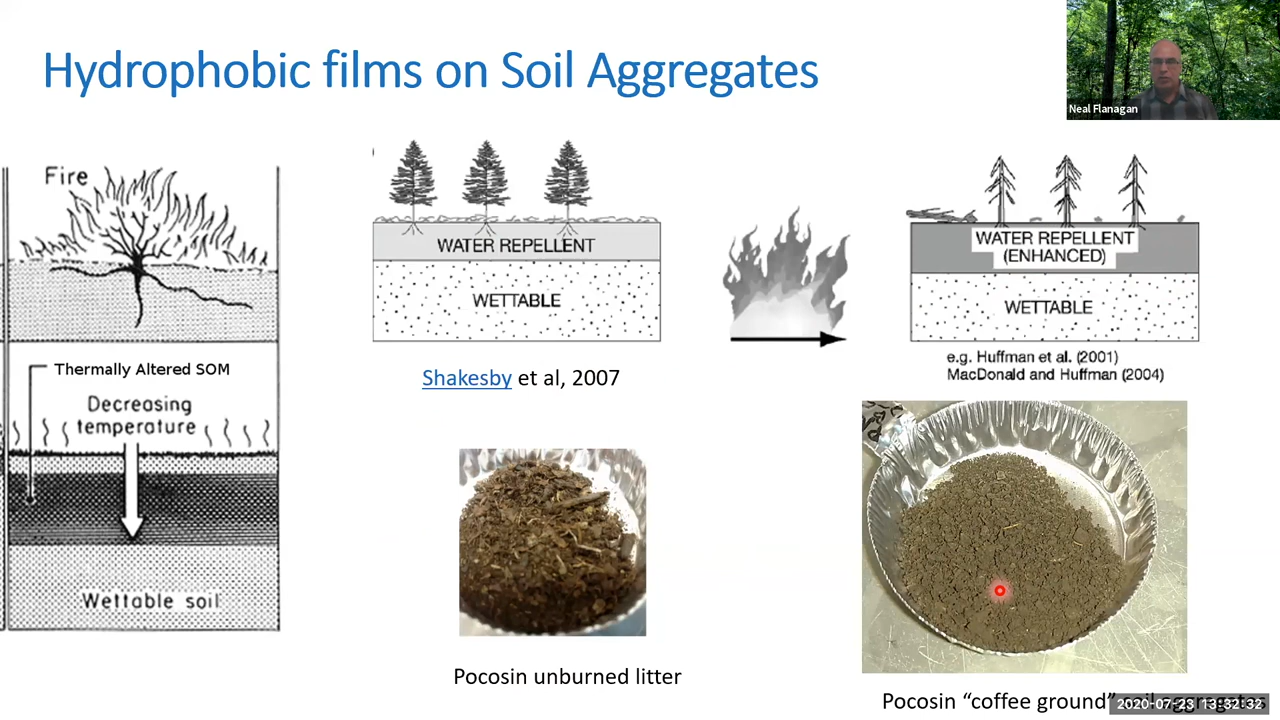 Hydrophobic films on Soil Aggregates
Neal Flanagan
Fire
Thermally Altered SOM
Decreasing
temperature
Wettable soil
WATER REPELLENT
WETTABLE
Shakesby et al, 2007
WATER REPELLENT
(ENHANCED)
WETTABLE
e.g. Huffman et al. (2001)
MacDonald and Huffman (2004)
Pocosin unburned litter
Pocosin “coffee ground” soil aggregates
2020-07-23 13:32:32